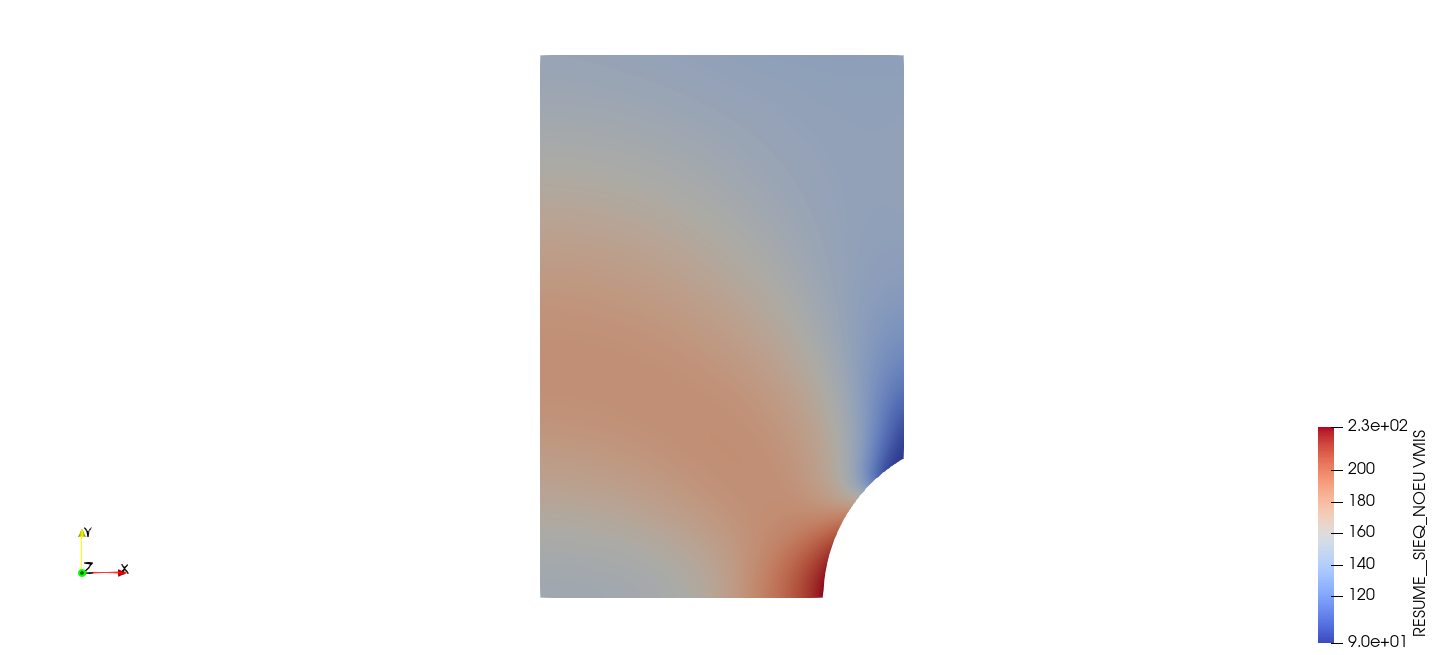 2.3e+02
200
180
160
140
120
9.0e+01
RESUME__SIEQ_NOEU VMIS
Y
Z
X